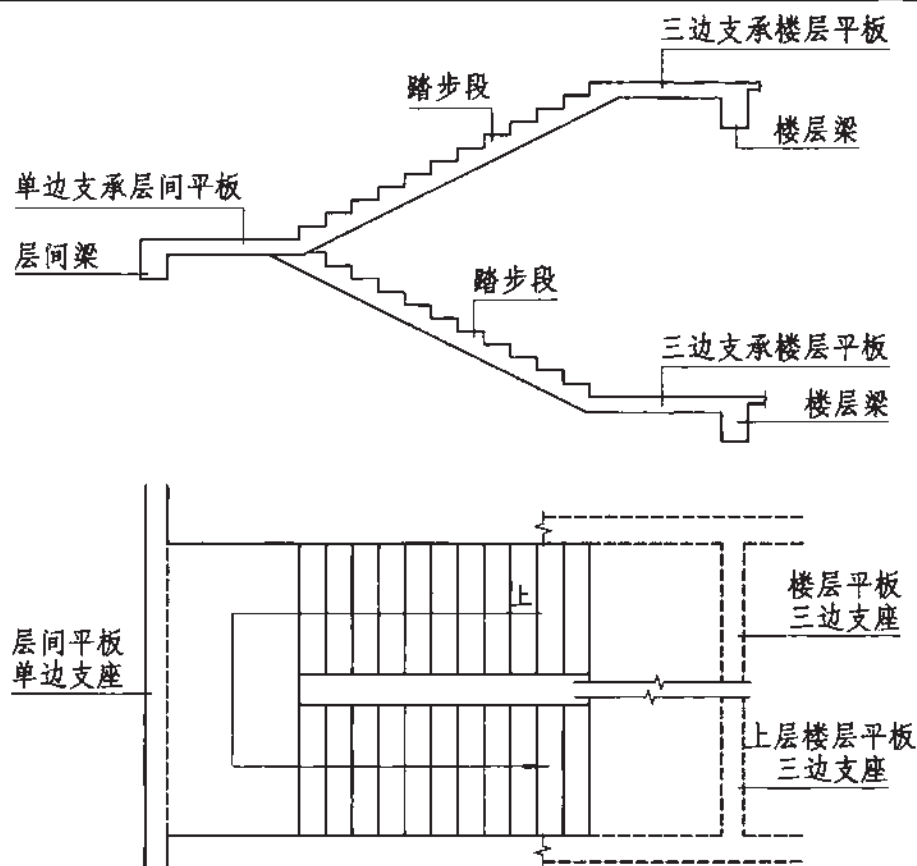 三边支承楼层平板
踏步段
楼层梁
单边支承层间平板
层间梁
踏步段
三边支承楼层平板
楼层梁
上
楼层平板
三边支座
层间平板
单边支座
上层楼层平板
三边支座